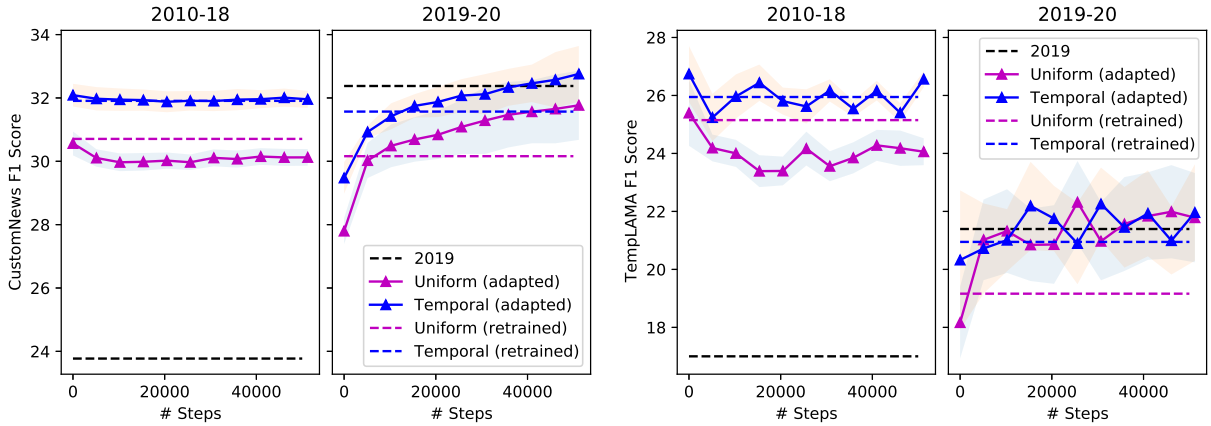 2010-18
2019-20
2010-18
2019-20
CustomNews F1 Score
34
32
30
28
26
24
0
20000
40000
# Steps
0
20000
40000
# Steps
2019
Uniform (adapted)
Temporal (adapted)
Uniform (retrained)
Temporal (retrained)
TempLAMA F1 Score
28
26
24
22
20
18
0
20000
40000
# Steps
0
20000
40000
# Steps
2019
Uniform (adapted)
Temporal (adapted)
Uniform (retrained)
Temporal (retrained)